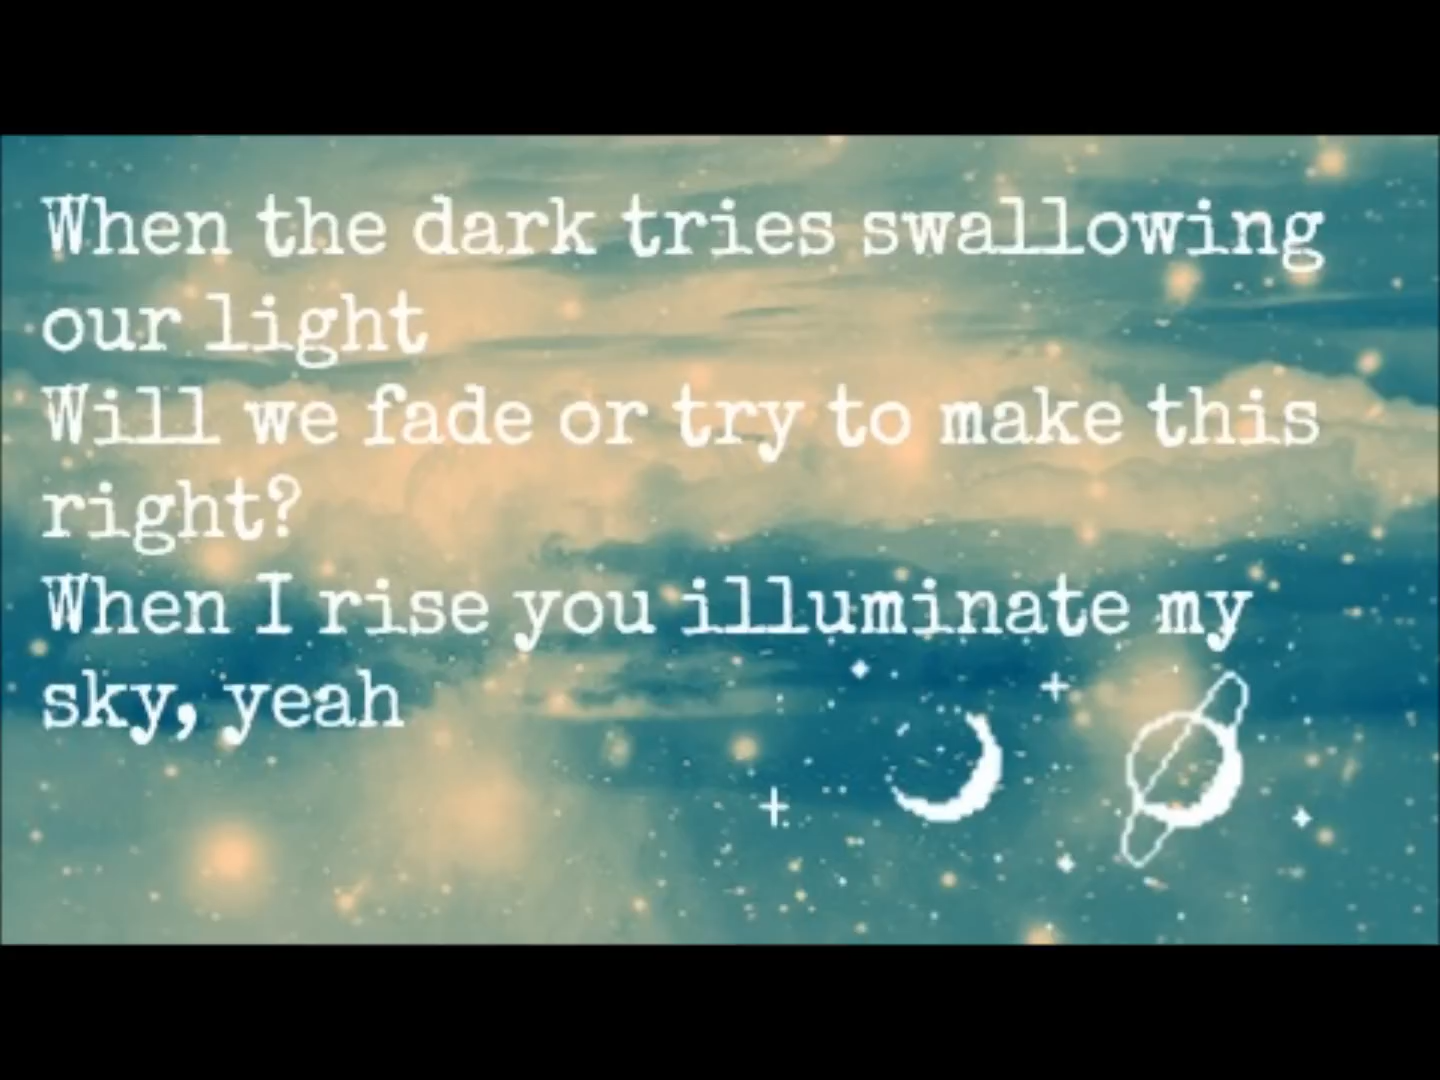 When the dark tries swallowing
our light
Will we fade or try to make this
right?
When I rise you illuminate my
sky, yeah